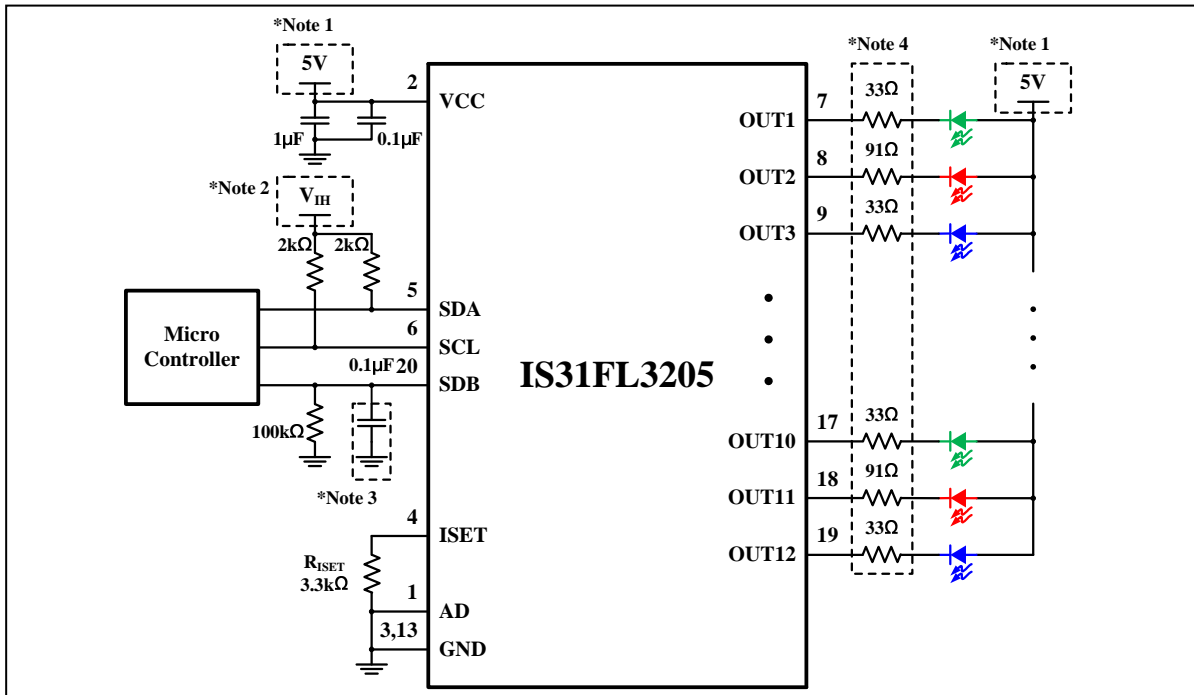 *Note 1
5V
2
VCC
1µF
0.1µF
*Note 2
VIH
2kΩ
2kΩ
Micro
Controller
5
SDA
6
SCL
0.1µF
20
SDB
100kΩ
*Note 3
4
ISET
RISET
3.3kΩ
1
AD
3,13
GND
IS31FL3205
*Note 4
*Note 1
5V
7
OUT1
33Ω
8
OUT2
91Ω
9
OUT3
33Ω
17
OUT10
33Ω
18
OUT11
91Ω
19
OUT12
33Ω